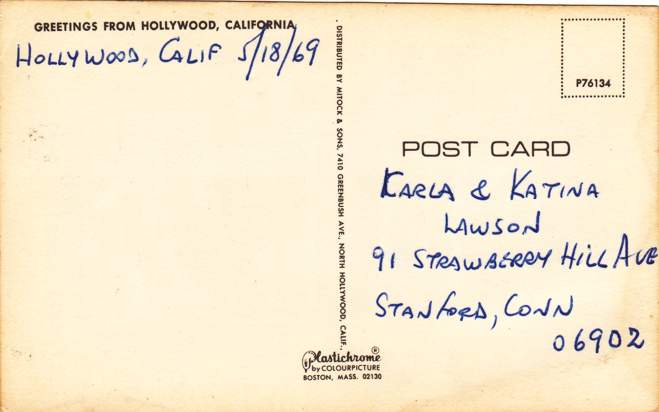 GREETINGS FROM HOLLYWOOD, CALIFORNIA
HOLLYWOOD, CALIF 5/18/69
DISTRIBUTED BY MITOCK & SONS, 7410 GREENBUSH AVE., NORTH HOLLYWOOD, CALIF.,
P76134
POST CARD
KARLA & KATINA
LAWSON
91 STRAWBERRY HILL AVE
STANFORD, CONN
06902
Plastichrome®
by COLOURPICTURE
BOSTON, MASS. 02130